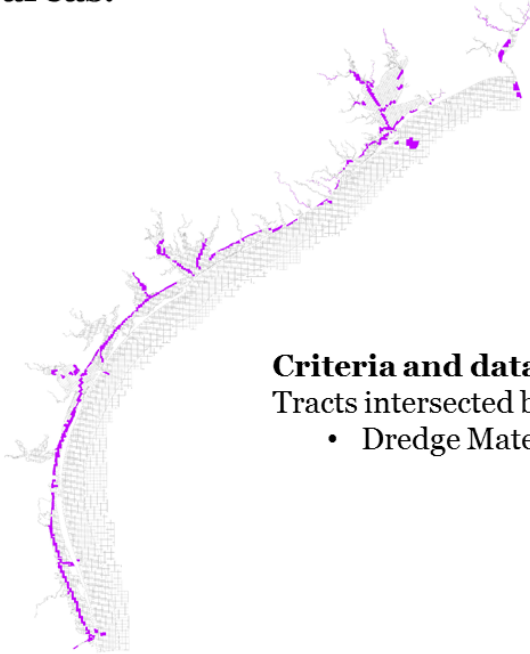 Criteria and data
Tracts intersected b
• Dredge Mate